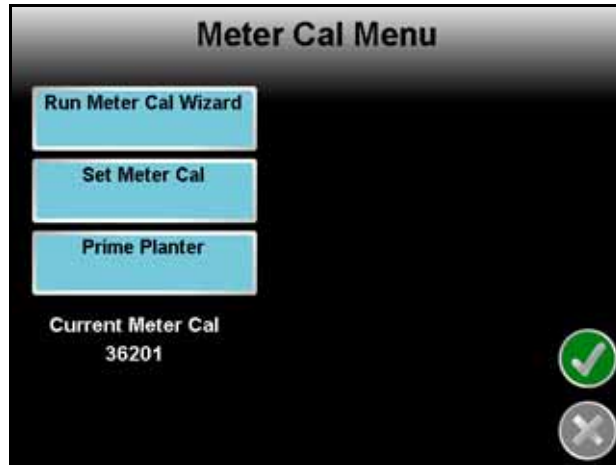 Meter Cal Menu
Run Meter Cal Wizard
Set Meter Cal
Prime Planter
Current Meter Cal
36201